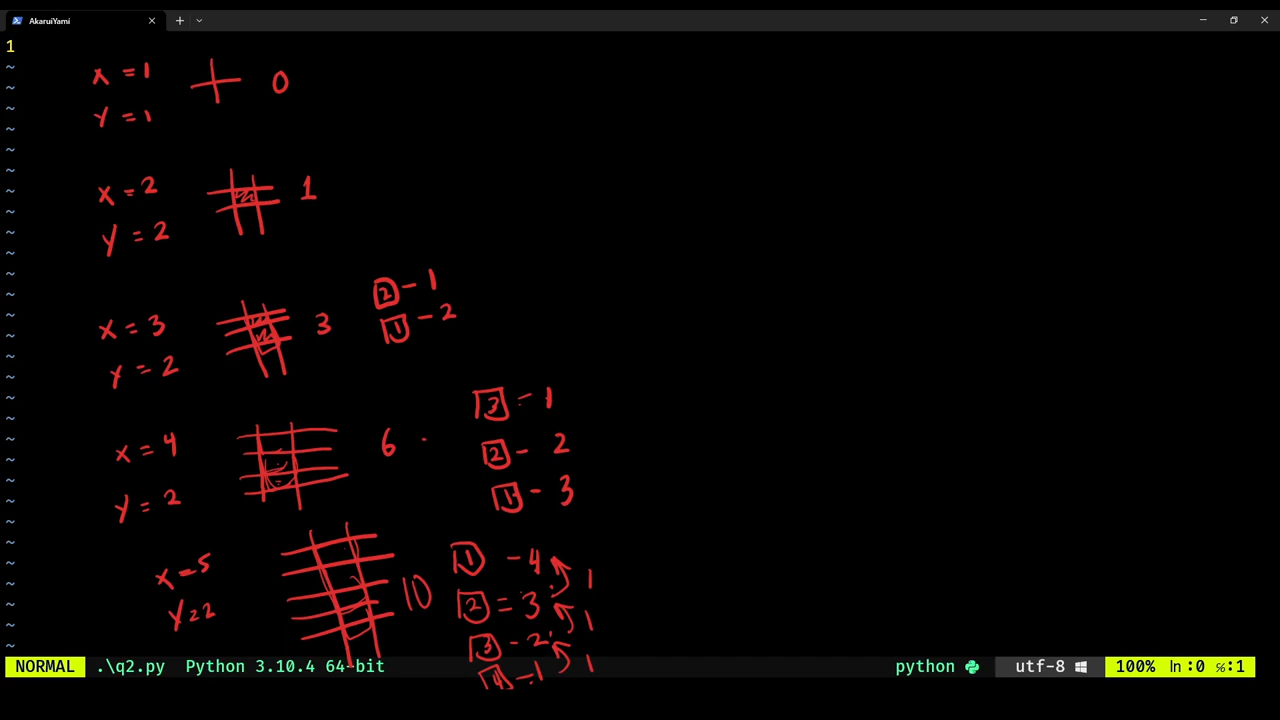 AkaruiYami
1
x = 1
0
Y = 1
x = 2
1
y = 2
2 - 1
x = 3
3
1 - 2
Y = 2
3 - 1
x = 4
6
2 - 2
y = 2
1 - 3
x = 5
10
1 - 4
1
Y = 2
2 = 3
1
3 - 2
1
4 - 1
NORMAL .\q2.py Python 3.10.4 64-bit python utf-8 100% ln:0 %:1